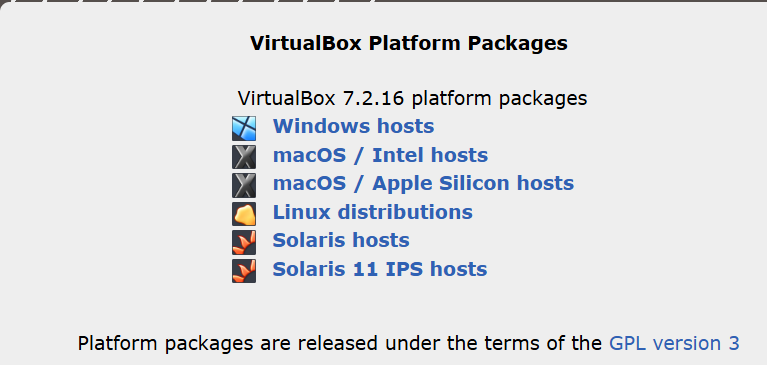 VirtualBox Platform Packages
VirtualBox 7.2.16 platform packages
Windows hosts
macOS / Intel hosts
macOS / Apple Silicon hosts
Linux distributions
Solaris hosts
Solaris 11 IPS hosts
Platform packages are released under the terms of the GPL version 3